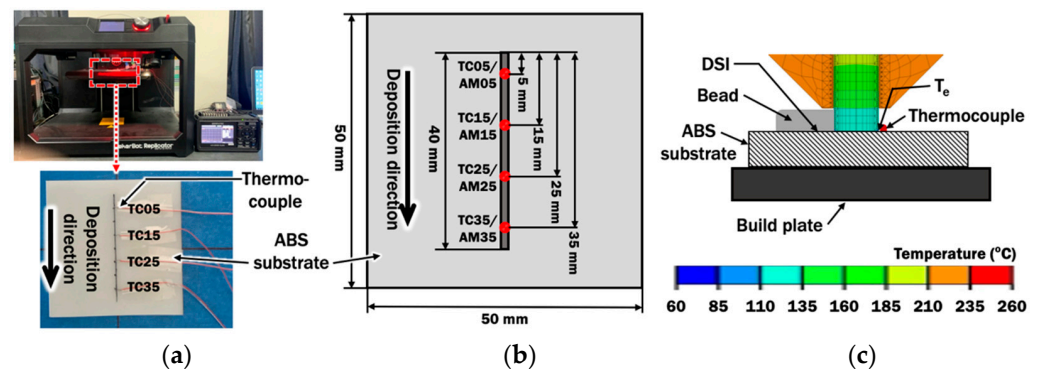 MakerBot Replicator
Thermo-
couple
TC05
TC15
TC25
TC35
Deposition
direction
ABS
substrate
(a)
50 mm
50 mm
40 mm
Deposition direction
TC05/
AM05
TC15/
AM15
TC25/
AM25
TC35/
AM35
5 mm
15 mm
25 mm
35 mm
(b)
DSI
Bead
ABS
substrate
Te
Thermocouple
Build plate
Temperature (°C)
60 85 110 135 160 185 210 235 260
(c)